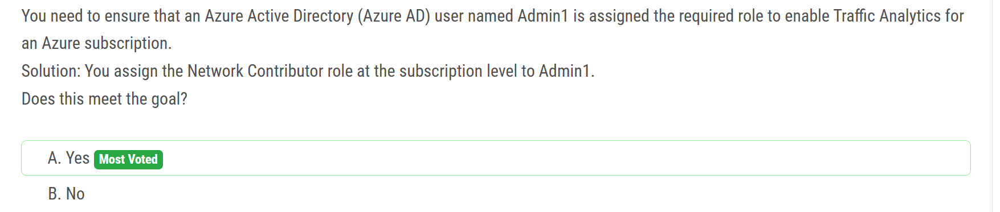 You need to ensure that an Azure Active Directory (Azure AD) user named Admin1 is assigned the required role to enable Traffic Analytics for
an Azure subscription.
Solution: You assign the Network Contributor role at the subscription level to Admin1.
Does this meet the goal?
A. Yes Most Voted
B. No